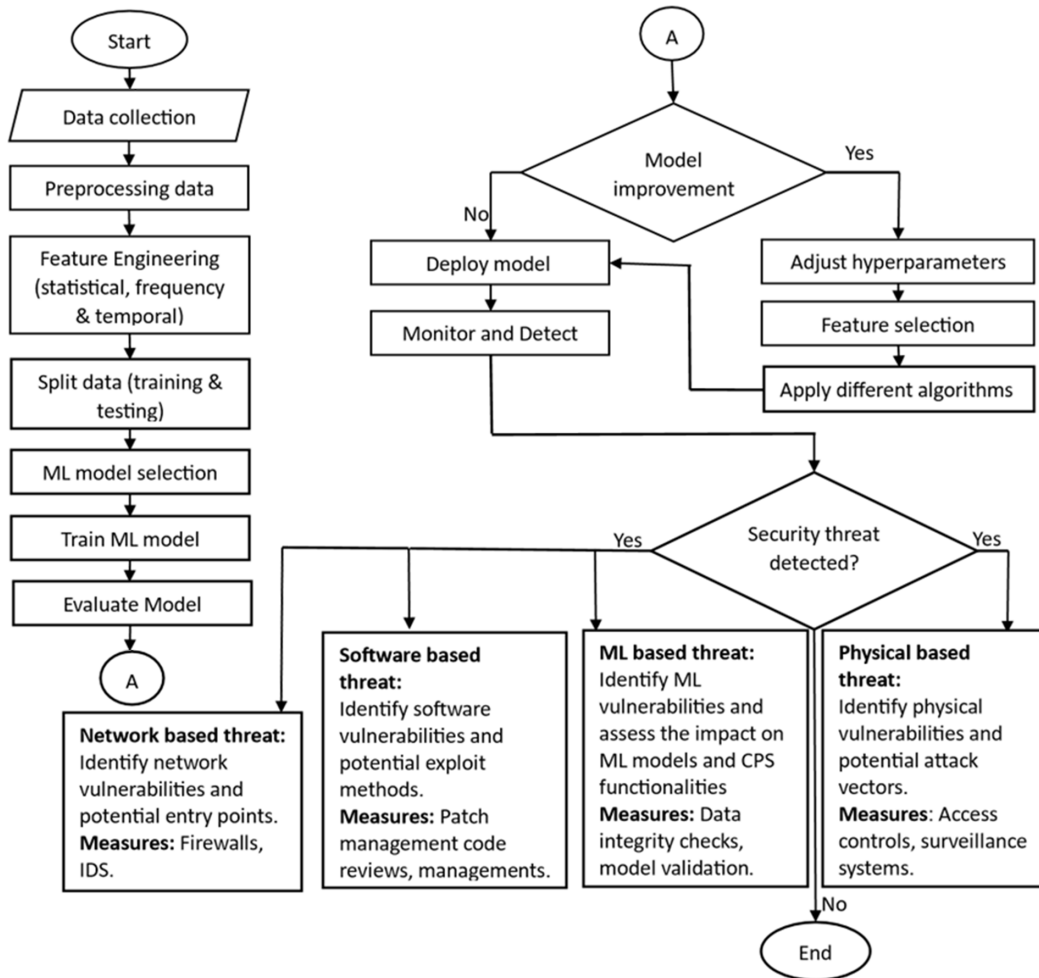 Start
Data collection
Preprocessing data
Feature Engineering
(statistical, frequency
& temporal)
Split data (training &
testing)
ML model selection
Train ML model
Evaluate Model
A
A
Model
improvement
Yes
No
Deploy model
Monitor and Detect
Adjust hyperparameters
Feature selection
Apply different algorithms
Security threat
detected?
Yes
Yes
Network based threat:
Identify network
vulnerabilities and
potential entry points.
Measures: Firewalls,
IDS.
Software based
threat:
Identify software
vulnerabilities and
potential exploit
methods.
Measures: Patch
management code
reviews, managements.
ML based threat:
Identify ML
vulnerabilities and
assess the impact on
ML models and CPS
functionalities
Measures: Data
integrity checks,
model validation.
Physical based
threat:
Identify physical
vulnerabilities and
potential attack
vectors.
Measures: Access
controls, surveillance
systems.
No
End